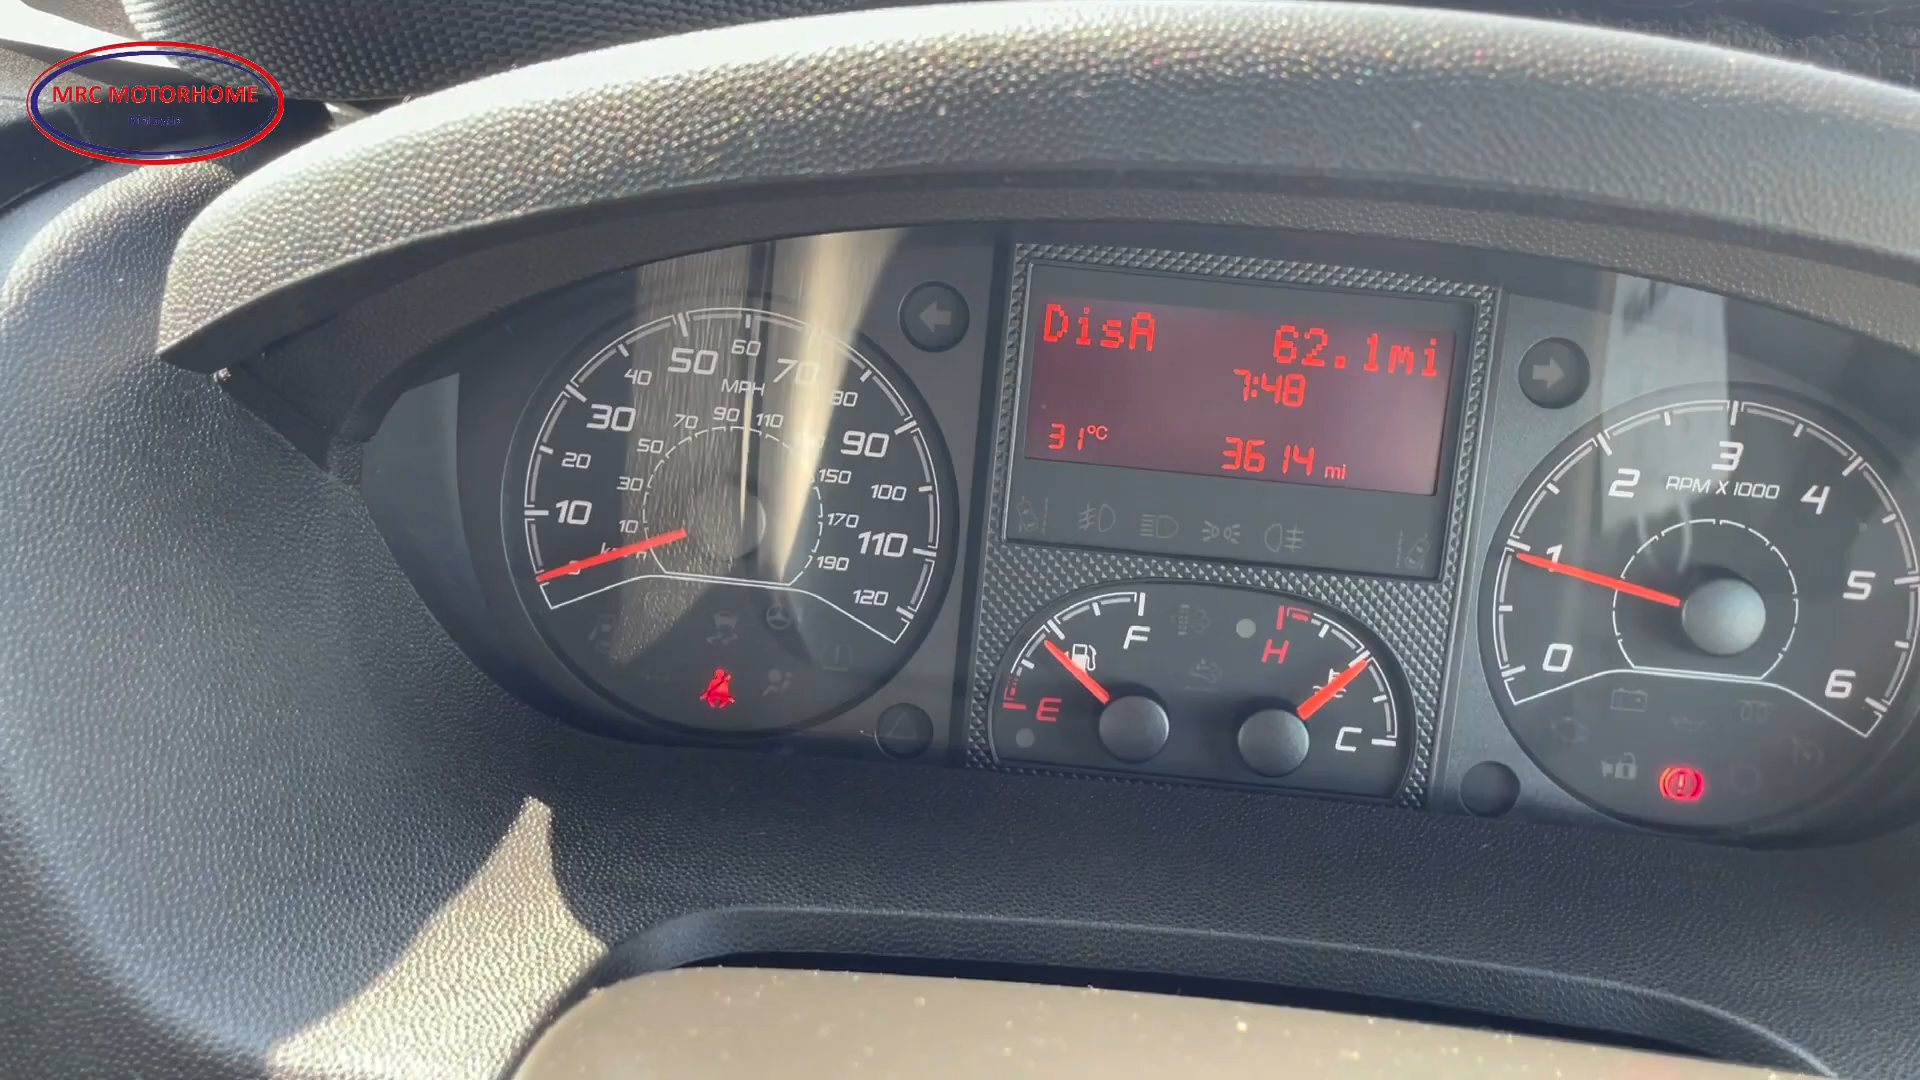 MRC MOTORHOME
DisA 62.1mi
7:48
31°C 3614 mi
10 20 30 40 50 60 70 80 90 100 110 120
MPH
10 30 50 70 90 110 150 170 190
E F
H C
0 1 2 3 4 5 6
RPM X 1000